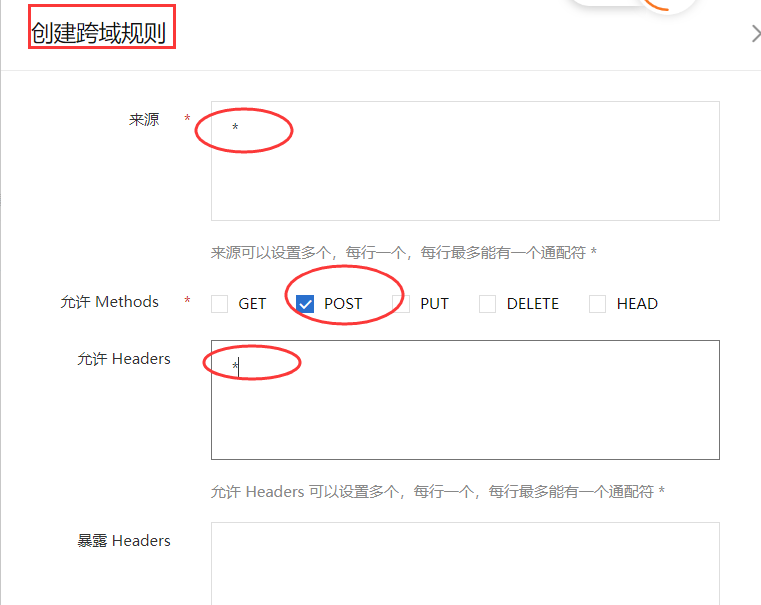 创建跨域规则
来源 * *
来源可以设置多个，每行一个，每行最多能有一个通配符 *
允许 Methods * GET POST PUT DELETE HEAD
允许 Headers *
允许 Headers 可以设置多个，每行一个，每行最多能有一个通配符 *
暴露 Headers